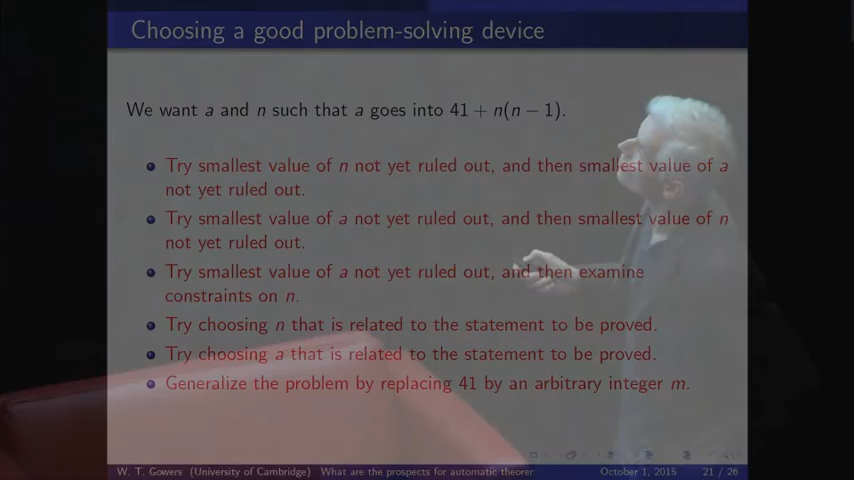 Choosing a good problem-solving device
We want a and n such that a goes into 41 + n(n − 1).
Try smallest value of n not yet ruled out, and then smallest value of a
not yet ruled out.
Try smallest value of a not yet ruled out, and then smallest value of n
not yet ruled out.
Try smallest value of a not yet ruled out, and then examine
constraints on n.
Try choosing n that is related to the statement to be proved.
Try choosing a that is related to the statement to be proved.
Generalize the problem by replacing 41 by an arbitrary integer m.
W. T. Gowers (University of Cambridge) What are the prospects for automatic theorer October 1, 2015 21 / 26